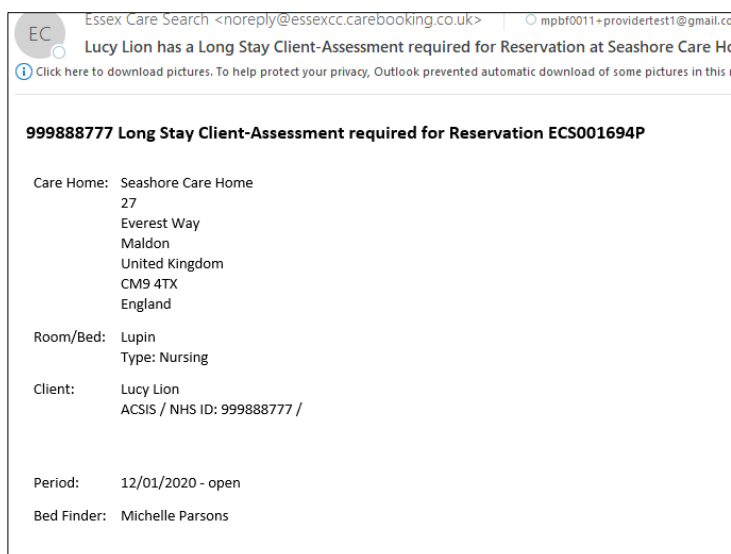 EC
Essex Care Search <noreply@essexcc.carebooking.co.uk> mpbf0011+providertest1@gmail.co
Lucy Lion has a Long Stay Client-Assessment required for Reservation at Seashore Care Ho
Click here to download pictures. To help protect your privacy, Outlook prevented automatic download of some pictures in this
999888777 Long Stay Client-Assessment required for Reservation ECS001694P
Care Home: Seashore Care Home
27
Everest Way
Maldon
United Kingdom
CM9 4TX
England
Room/Bed: Lupin
Type: Nursing
Client: Lucy Lion
ACSIS / NHS ID: 999888777 /
Period: 12/01/2020 - open
Bed Finder: Michelle Parsons